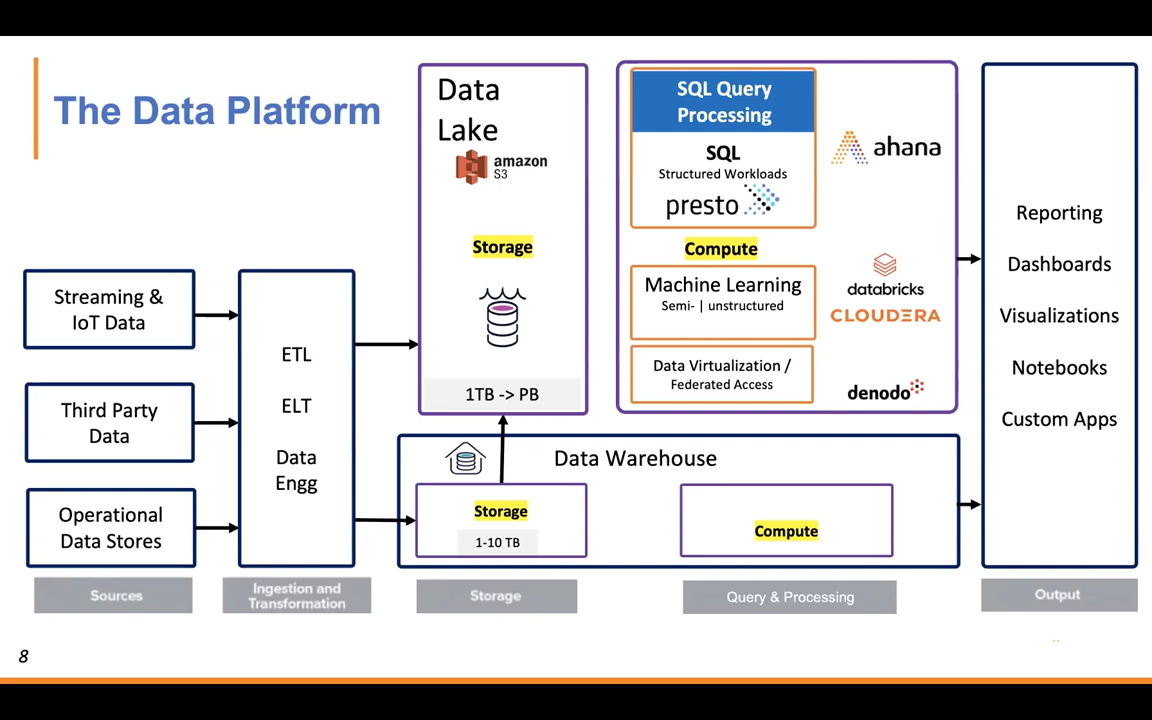 The Data Platform
Streaming &
IoT Data
Third Party
Data
Operational
Data Stores
Sources
ETL
ELT
Data
Engg
Ingestion and
Transformation
Data
Lake
amazon
S3
Storage
1TB -> PB
Data Warehouse
Storage
1-10 TB
Compute
Storage
SQL Query
Processing
SQL
Structured Workloads
presto
ahana
Compute
Machine Learning
Semi- | unstructured
databricks
CLOUDERA
Data Virtualization /
Federated Access
denodo
Query & Processing
Reporting
Dashboards
Visualizations
Notebooks
Custom Apps
Output
8